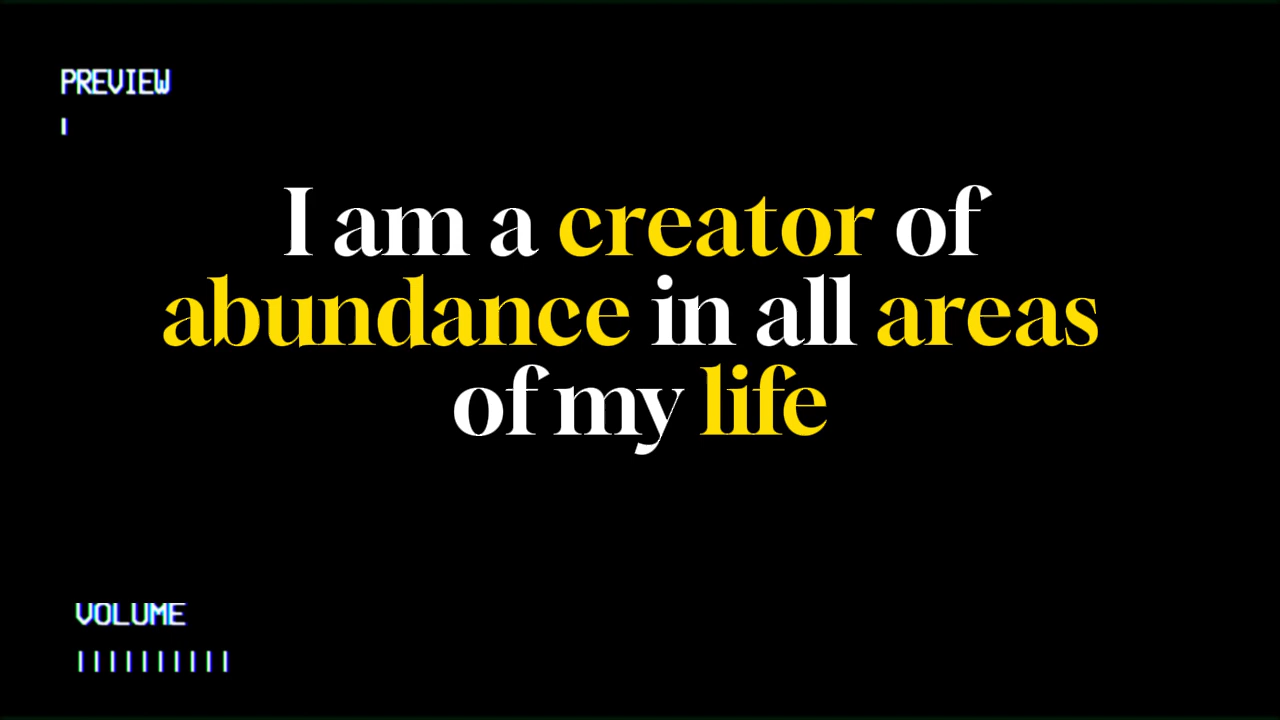 PREVIEW
I am a creator of
abundance in all areas
of my life
VOLUME